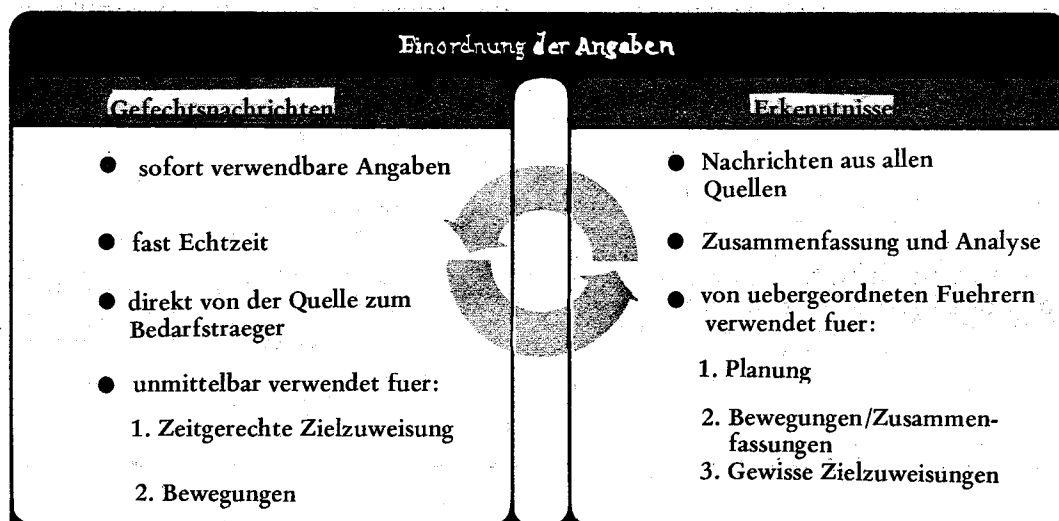 Einordnung der Angaben
Gefechtsnachrichten
sofort verwendbare Angaben
fast Echtzeit
direkt von der Quelle zum
Bedarfstraeger
unmittelbar verwendet fuer:
1. Zeitgerechte Zielzuweisung
2. Bewegungen
Erkenntnisse
Nachrichten aus allen
Quellen
Zusammenfassung und Analyse
von uebergeordneten Fuehrern
verwendet fuer:
1. Planung
2. Bewegungen/Zusammen-
fassungen
3. Gewisse Zielzuweisungen